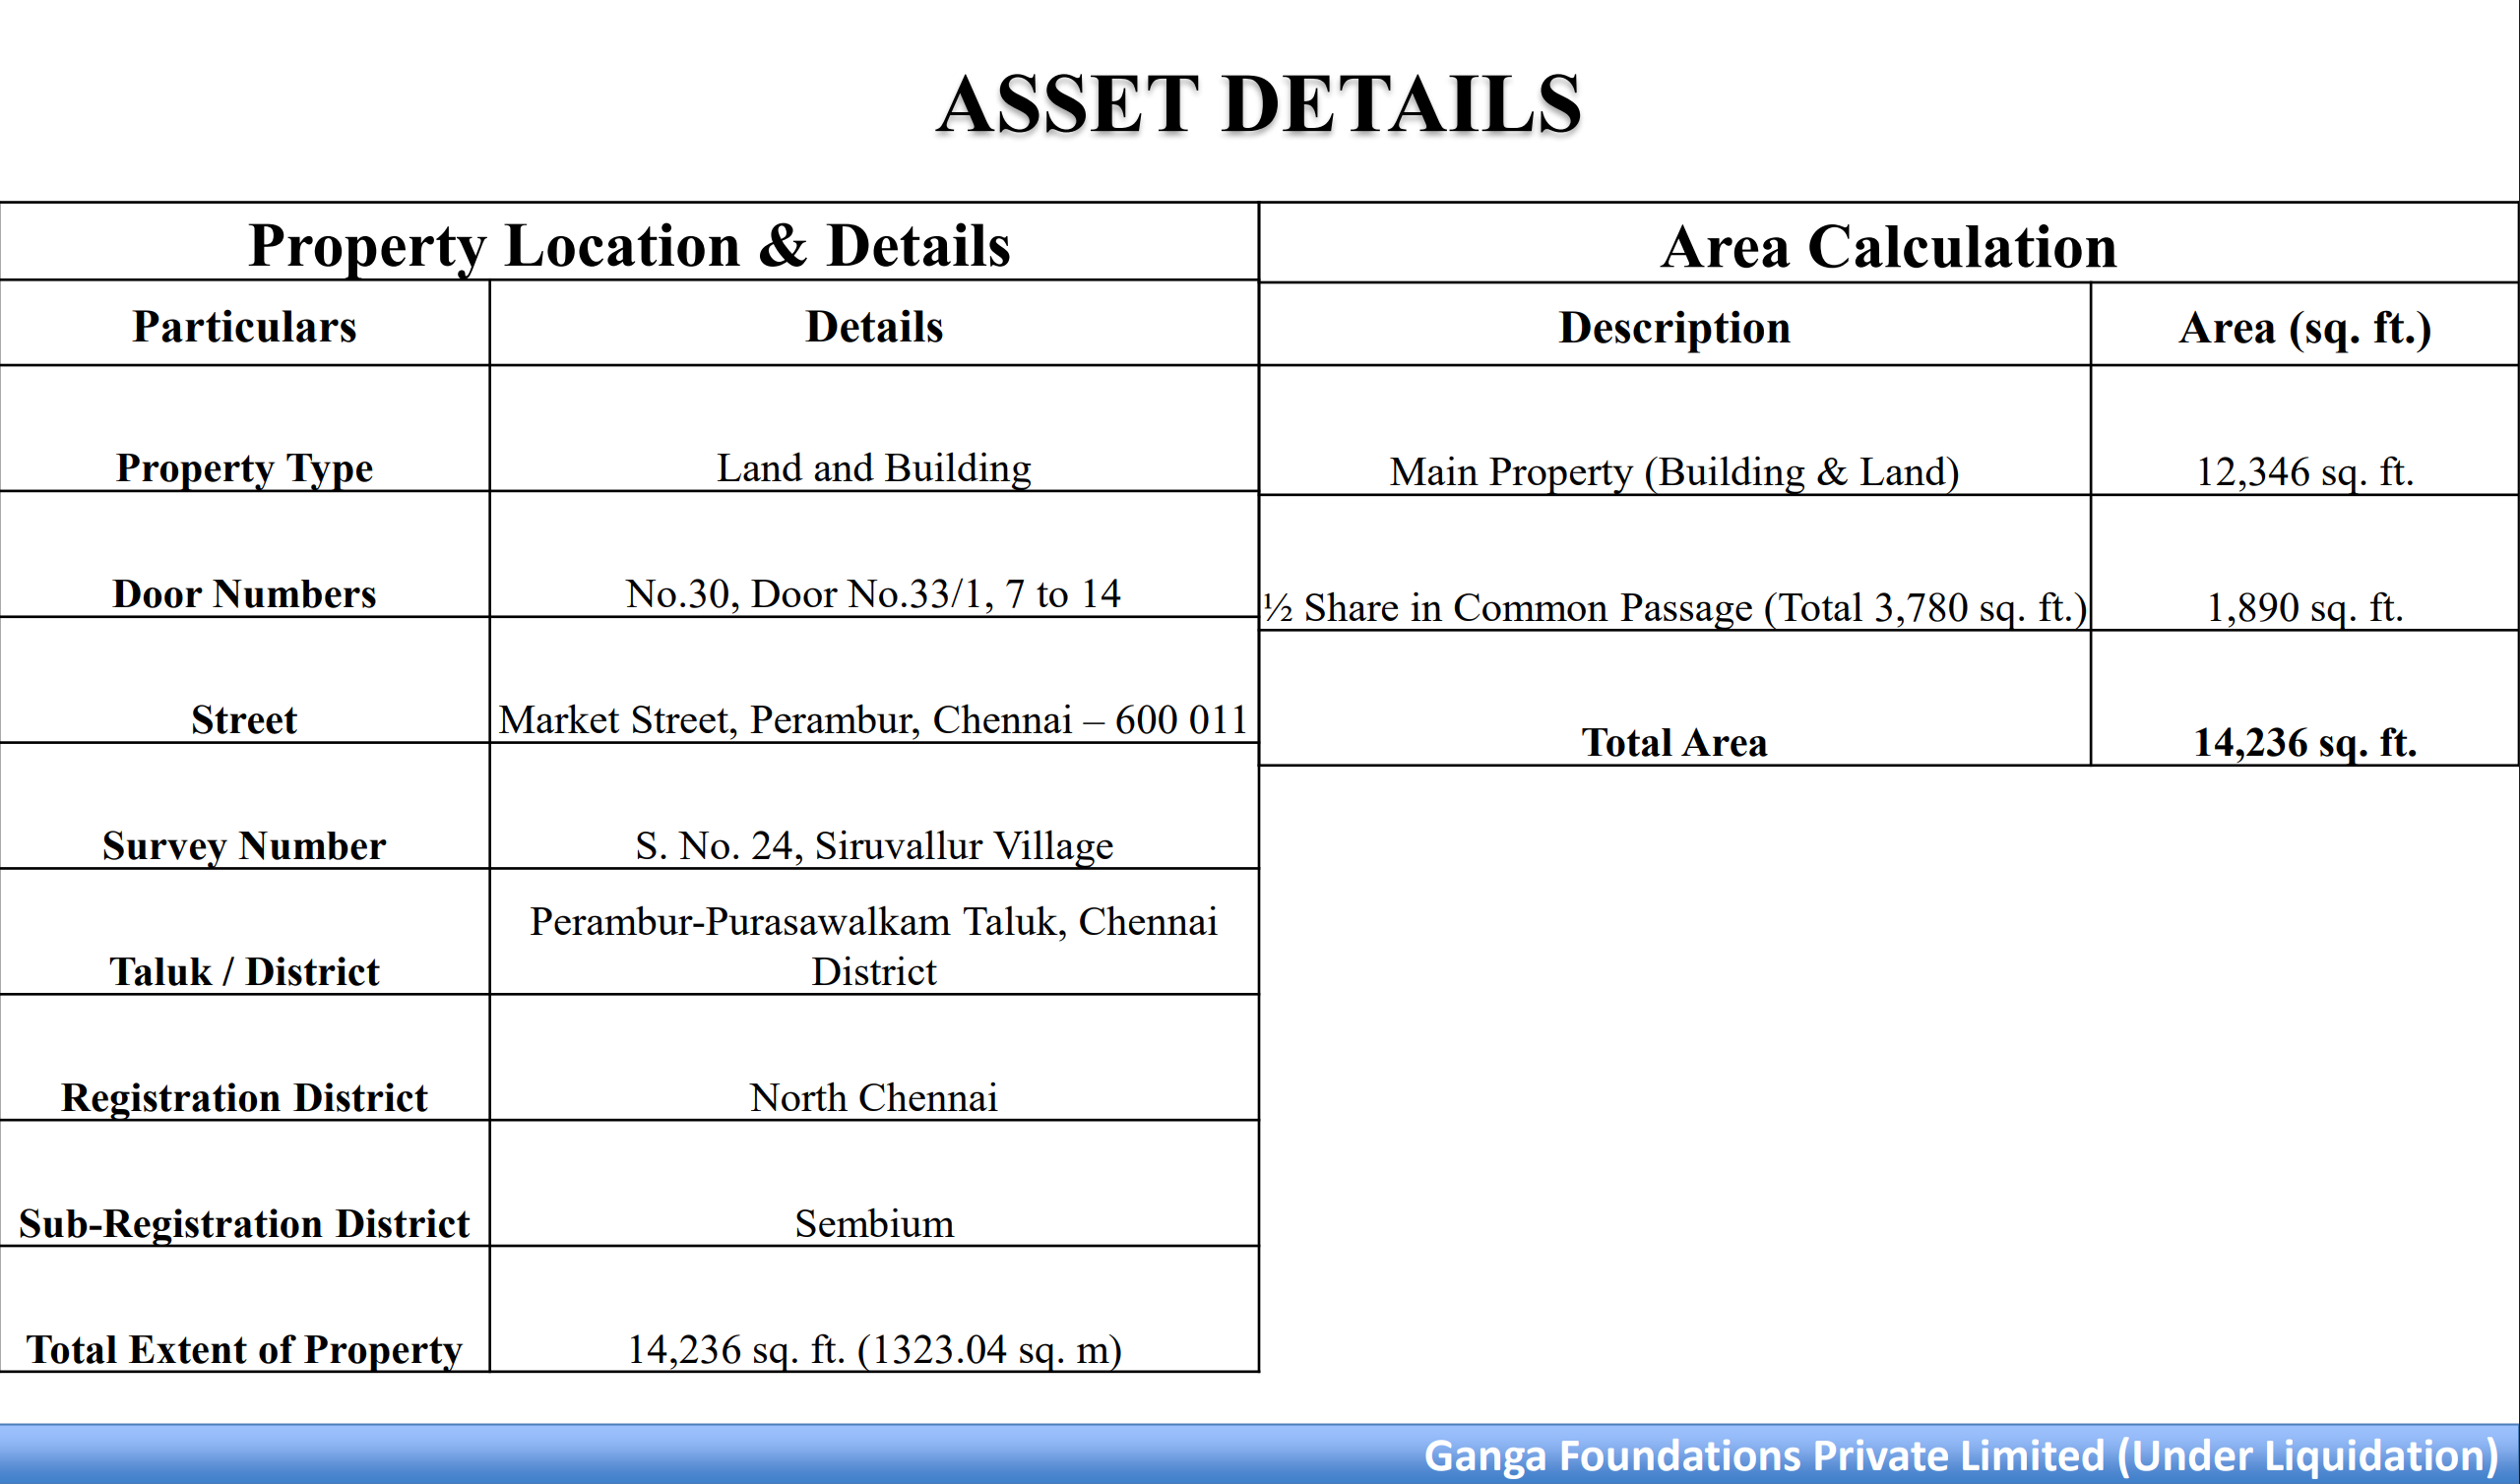 ASSET DETAILS
Property Location & Details
Particulars Details
Property Type Land and Building
Door Numbers No.30, Door No.33/1, 7 to 14
Street Market Street, Perambur, Chennai – 600 011
Survey Number S. No. 24, Siruvallur Village
Taluk / District Perambur-Purasawalkam Taluk, Chennai
District
Registration District North Chennai
Sub-Registration District Sembium
Total Extent of Property 14,236 sq. ft. (1323.04 sq. m)
Area Calculation
Description Area (sq. ft.)
Main Property (Building & Land) 12,346 sq. ft.
½ Share in Common Passage (Total 3,780 sq. ft.) 1,890 sq. ft.
Total Area 14,236 sq. ft.
Ganga Foundations Private Limited (Under Liquidation)